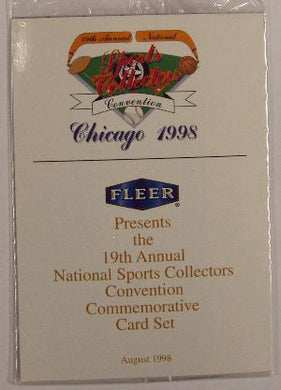 19th Annual National
Sports
Collectors
Convention
Chicago 1998
FLEER
®
Presents
the
19th Annual
National Sports Collectors
Convention
Commemorative
Card Set
August 1998